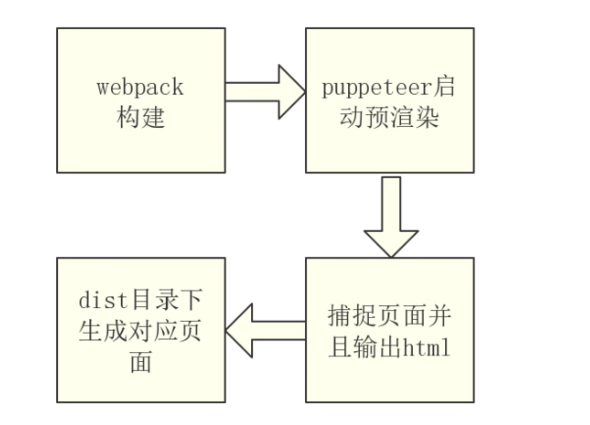 webpack
构建
puppeteer启
动预渲染
捕捉页面并
且输出html
dist目录下
生成对应页
面